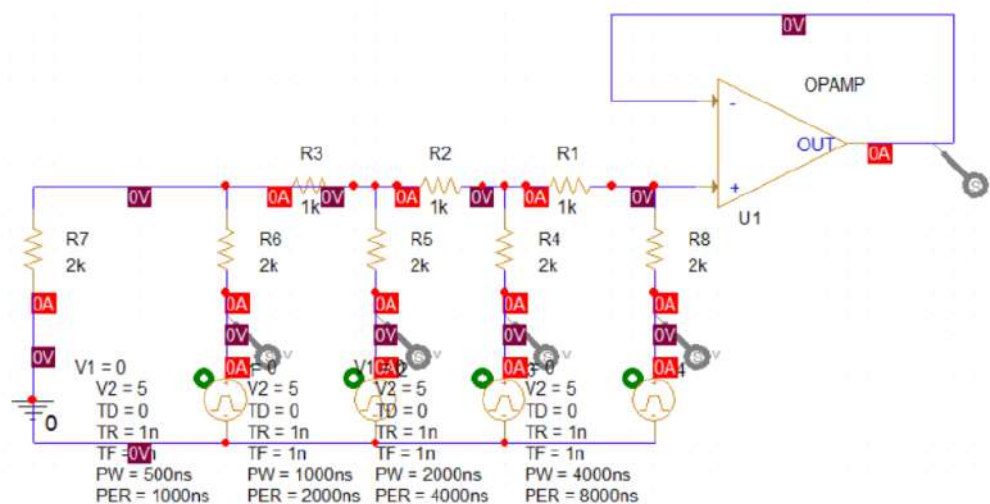 0V
OPAMP
-
OUT
0A
+
U1
R3
R2
R1
0V
0A
0V
0A
0V
0A
0V
1k
1k
1k
R7
R6
R5
R4
R8
2k
2k
2k
2k
2k
0A
0A
0A
0A
0A
0V
0V
0V
0V
0V
0A
0A
0A
0A
V1 = 0
V2 = 5
V2 = 5
V2 = 5
V2 = 5
0
TD = 0
TD = 0
TD = 0
TD = 0
TR = 1n
TR = 1n
TR = 1n
TR = 1n
0V
TF = 1n
TF = 1n
TF = 1n
PW = 500ns
PW = 1000ns
PW = 2000ns
PW = 4000ns
PER = 1000ns
PER = 2000ns
PER = 4000ns
PER = 8000ns